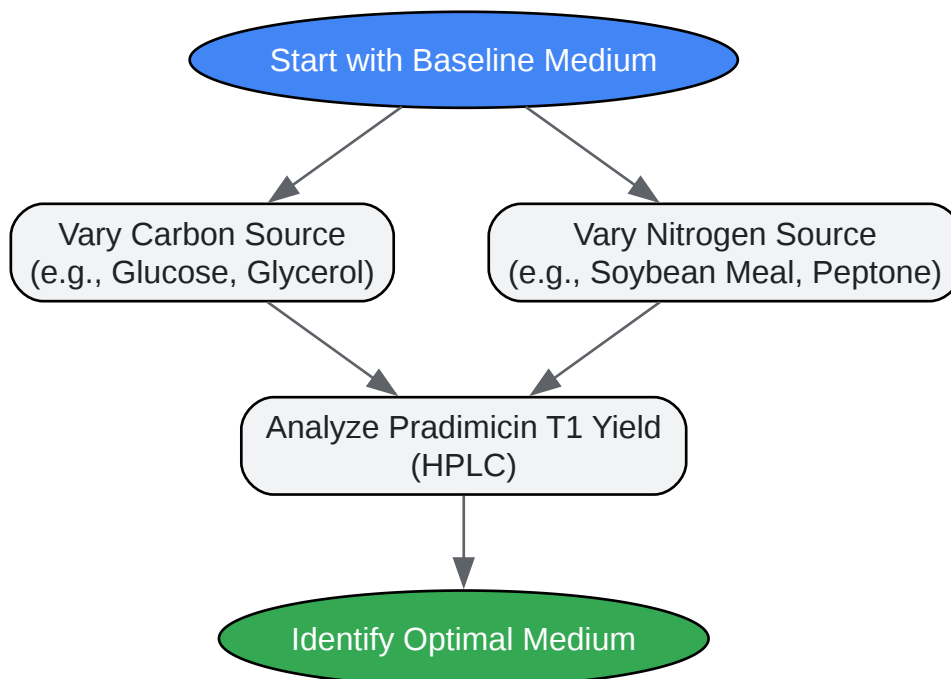 Start with Baseline Medium
Vary Carbon Source
(e.g., Glucose, Glycerol)
Vary Nitrogen Source
(e.g., Soybean Meal, Peptone)
Analyze Pradimicin T1 Yield
(HPLC)
Identify Optimal Medium